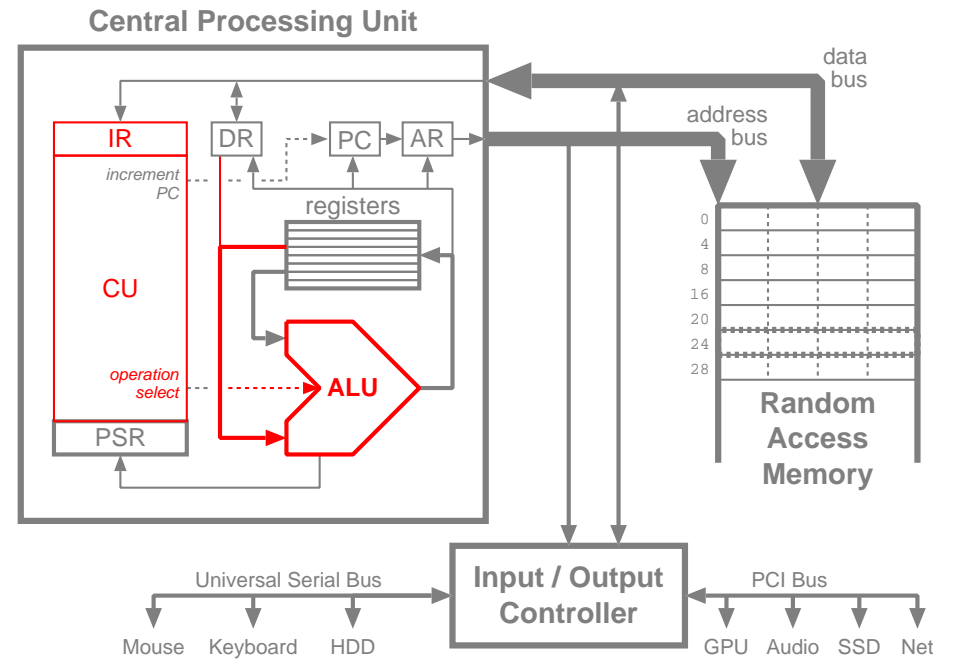 Central Processing Unit
data
bus
address
bus
IR
DR
PC
AR
increment
PC
registers
CU
operation
select
ALU
PSR
0
4
8
16
20
24
28
Random
Access
Memory
Input / Output
Controller
Universal Serial Bus
PCI Bus
Mouse
Keyboard
HDD
GPU
Audio
SSD
Net